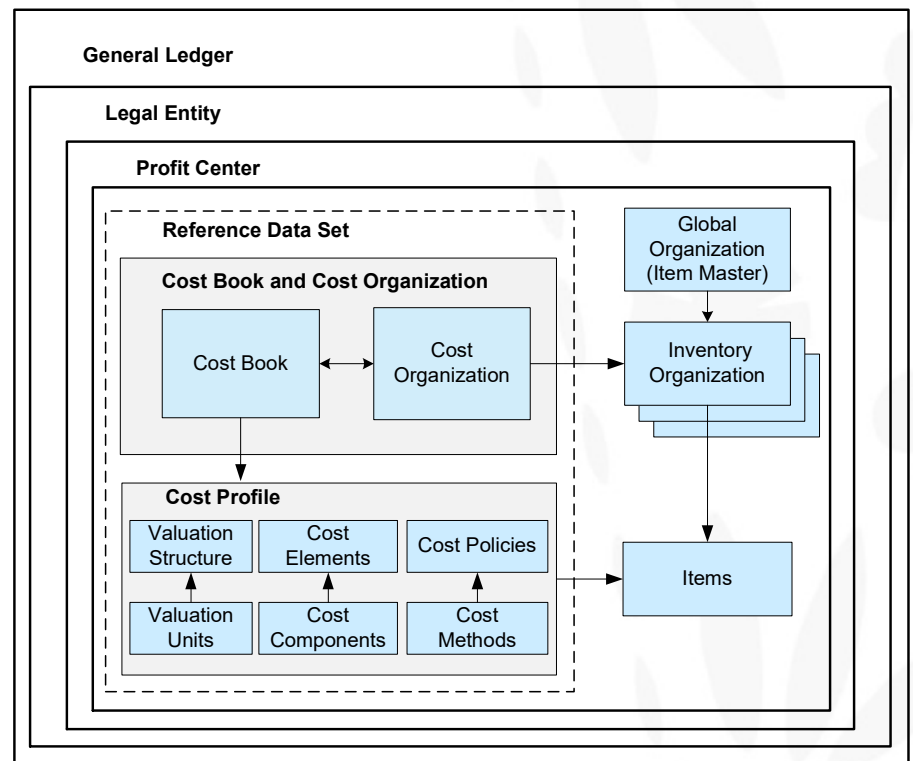 General Ledger
Legal Entity
Profit Center
Reference Data Set
Cost Book and Cost Organization
Cost Book
Cost
Organization
Global
Organization
(Item Master)
Inventory
Organization
Cost Profile
Valuation
Structure
Cost
Elements
Cost Policies
Valuation
Units
Cost
Components
Cost
Methods
Items